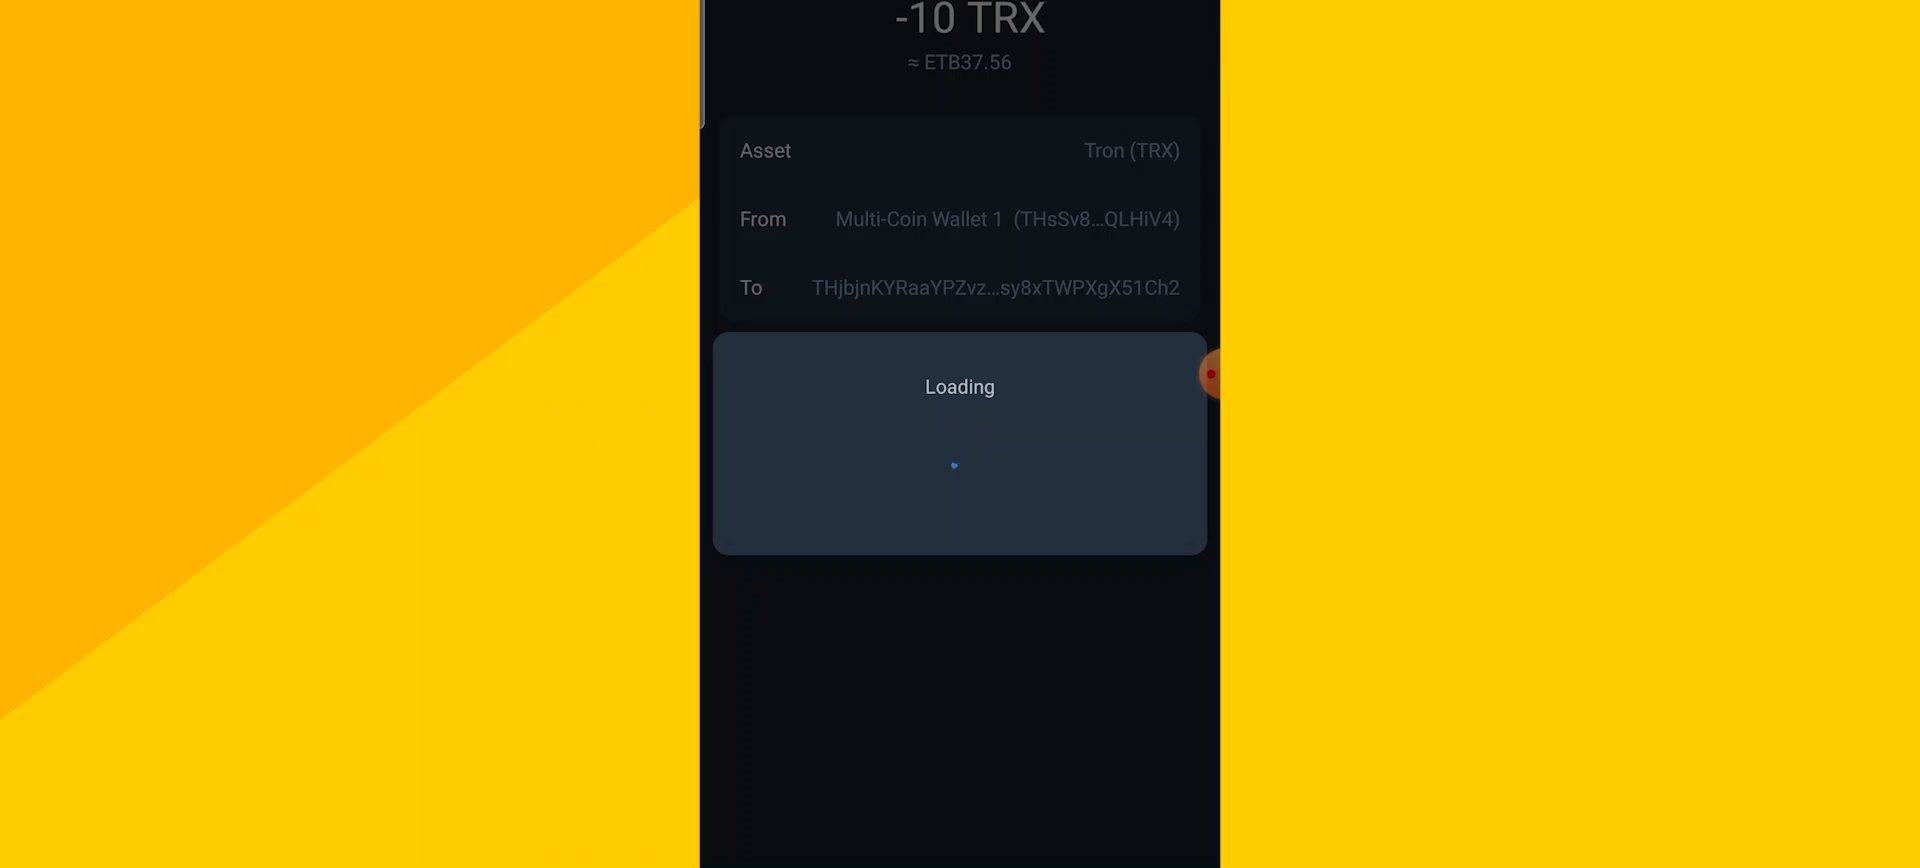 -10 TRX
≈ ETB37.56
Asset Tron (TRX)
From Multi-Coin Wallet 1 (THsSv8...QLHiV4)
To THjbjnKYRaaYPZvz...sy8xTWPXgX51Ch2
Loading